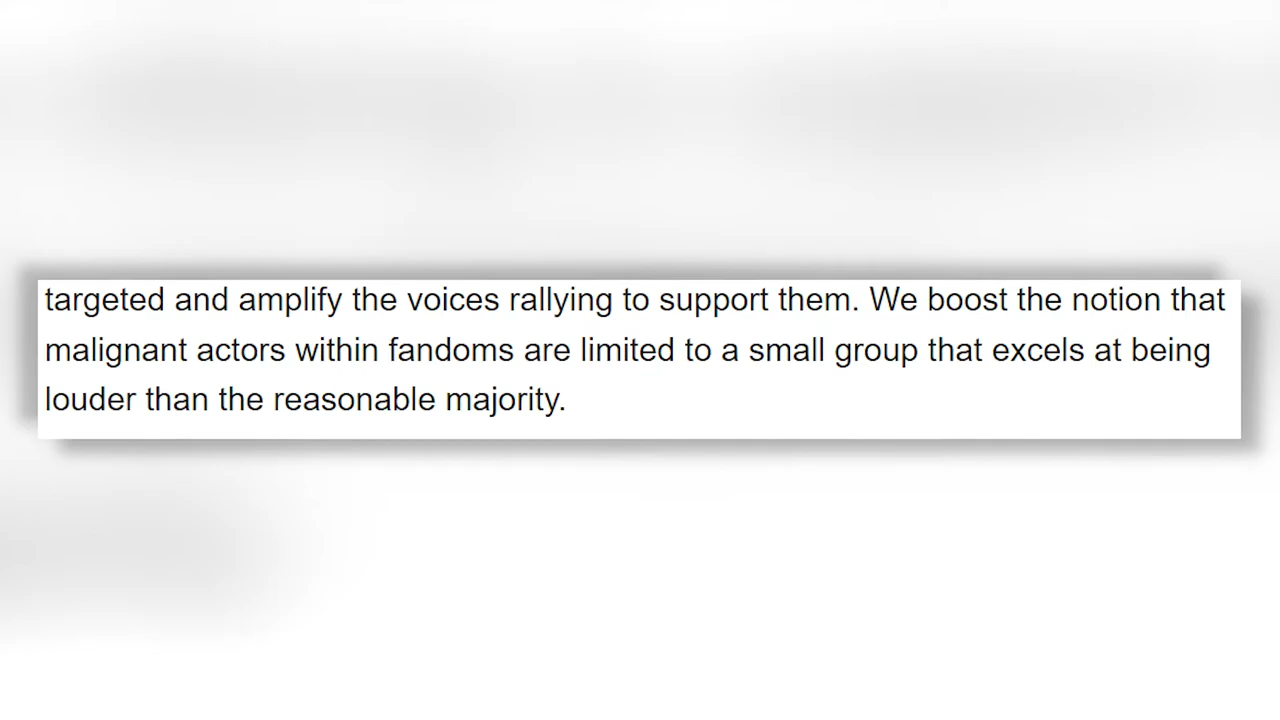 targeted and amplify the voices rallying to support them. We boost the notion that
malignant actors within fandoms are limited to a small group that excels at being
louder than the reasonable majority.